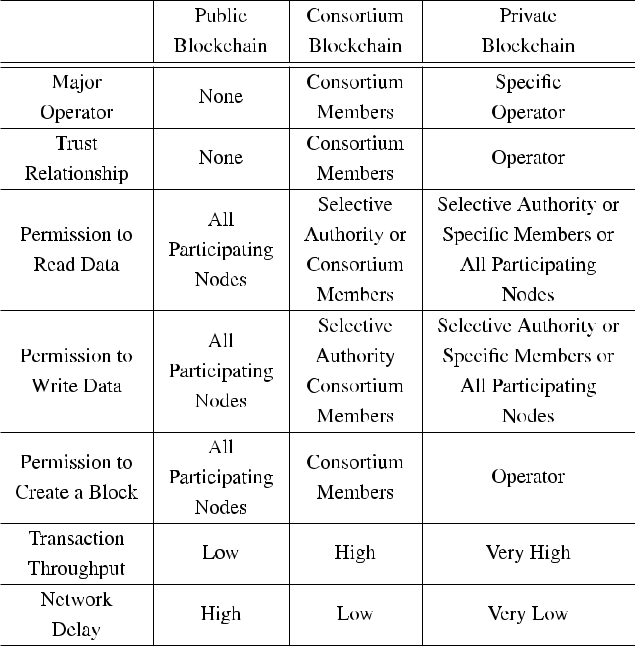 Public Blockchain
Consortium Blockchain
Private Blockchain
Major Operator
None
Consortium Members
Specific Operator
Trust Relationship
None
Consortium Members
Operator
Permission to Read Data
All Participating Nodes
Selective Authority or Consortium Members
Selective Authority or Specific Members or All Participating Nodes
Permission to Write Data
All Participating Nodes
Selective Authority Consortium Members
Selective Authority or Specific Members or All Participating Nodes
Permission to Create a Block
All Participating Nodes
Consortium Members
Operator
Transaction Throughput
Low
High
Very High
Network Delay
High
Low
Very Low